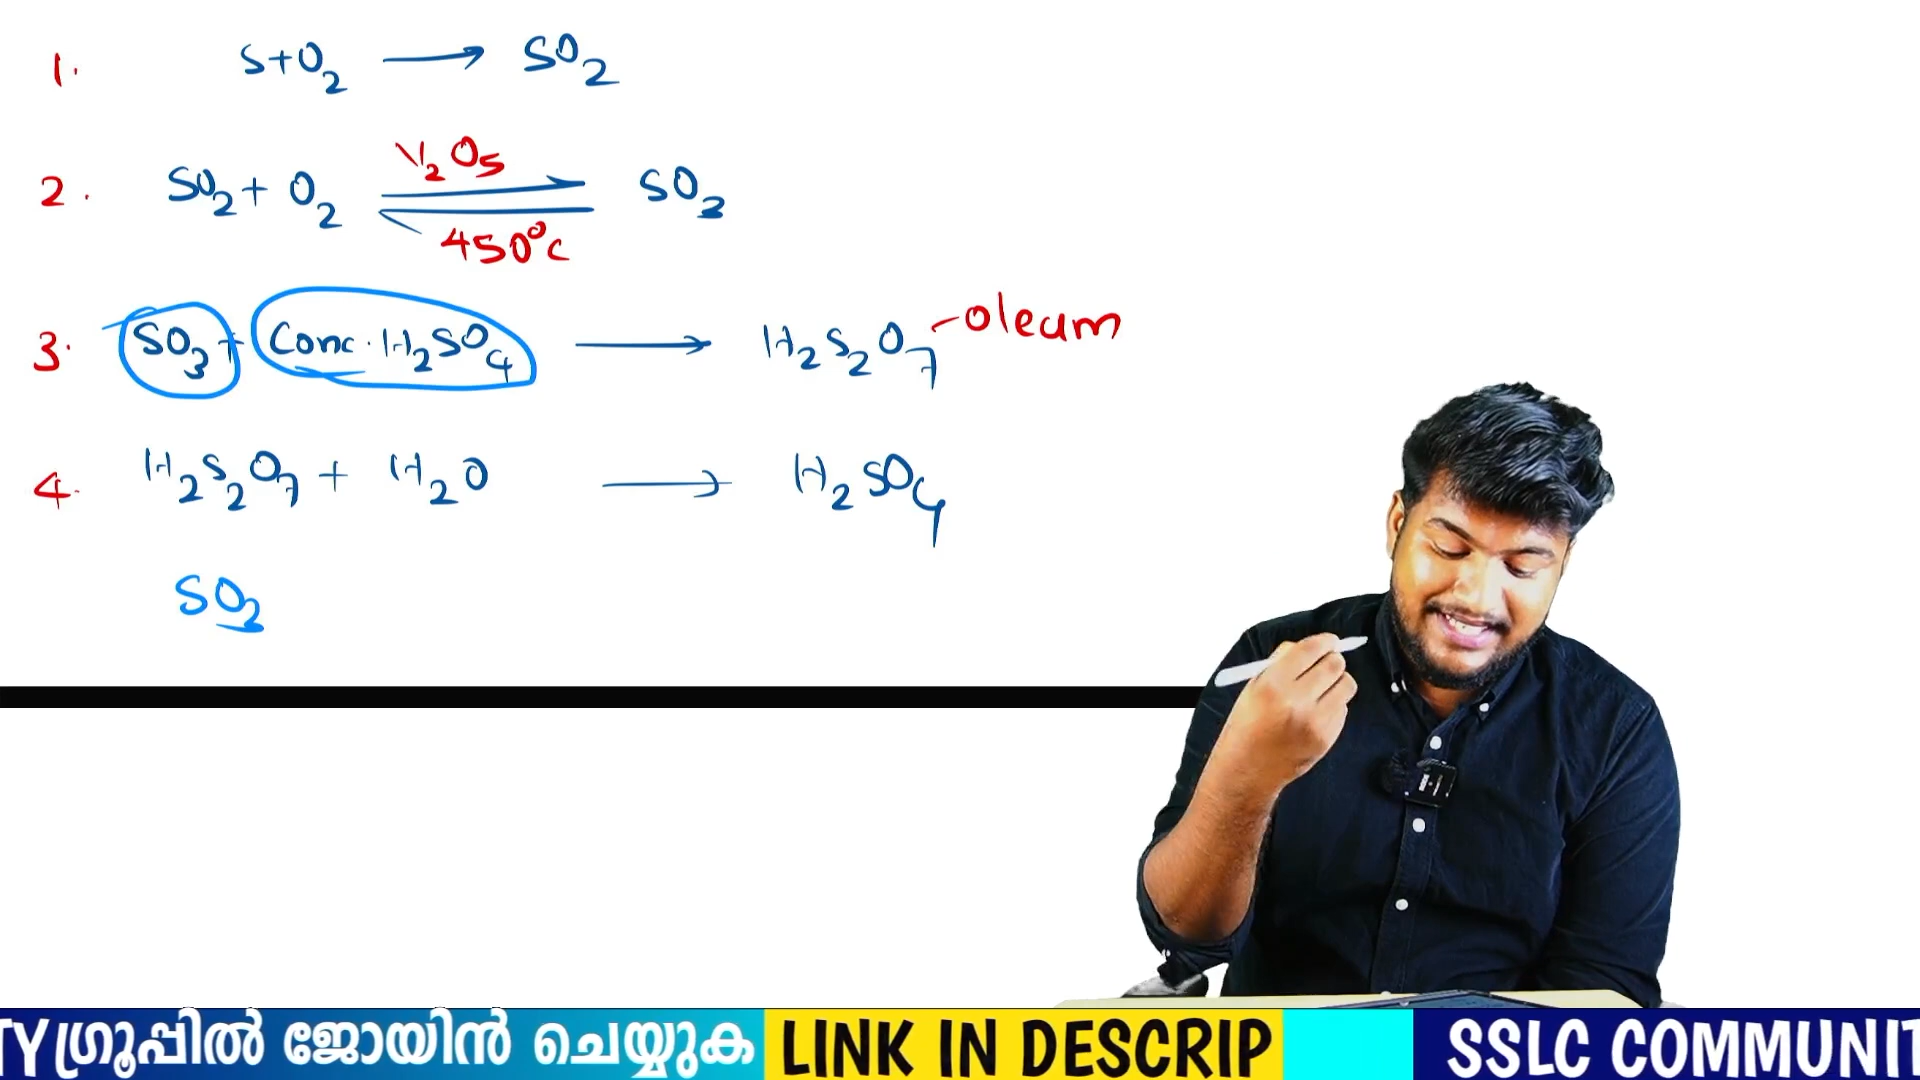 1. S+O₂ ⟶ SO₂
2. SO₂ + O₂ ⇌ SO₃
V₂O₅
450°C
3. SO₃ + Conc. H₂SO₄ ⟶ H₂S₂O₇ - oleum
4. H₂S₂O₇ + H₂O ⟶ H₂SO₄
SO₂
TY ഗ്രൂപ്പിൽ ജോയിൻ ചെയ്യുക LINK IN DESCRIP SSLC COMMUNIT